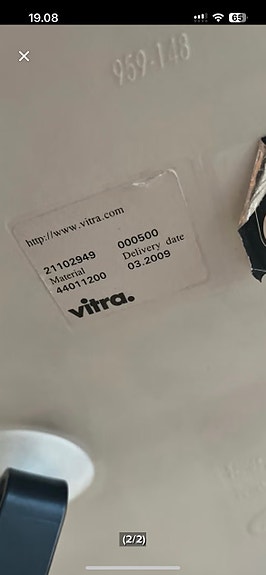 19.08
65
959-148
http://www.vitra.com
21102949 000500
Material Delivery date
44011200 03.2009
vitra.
(2/2)